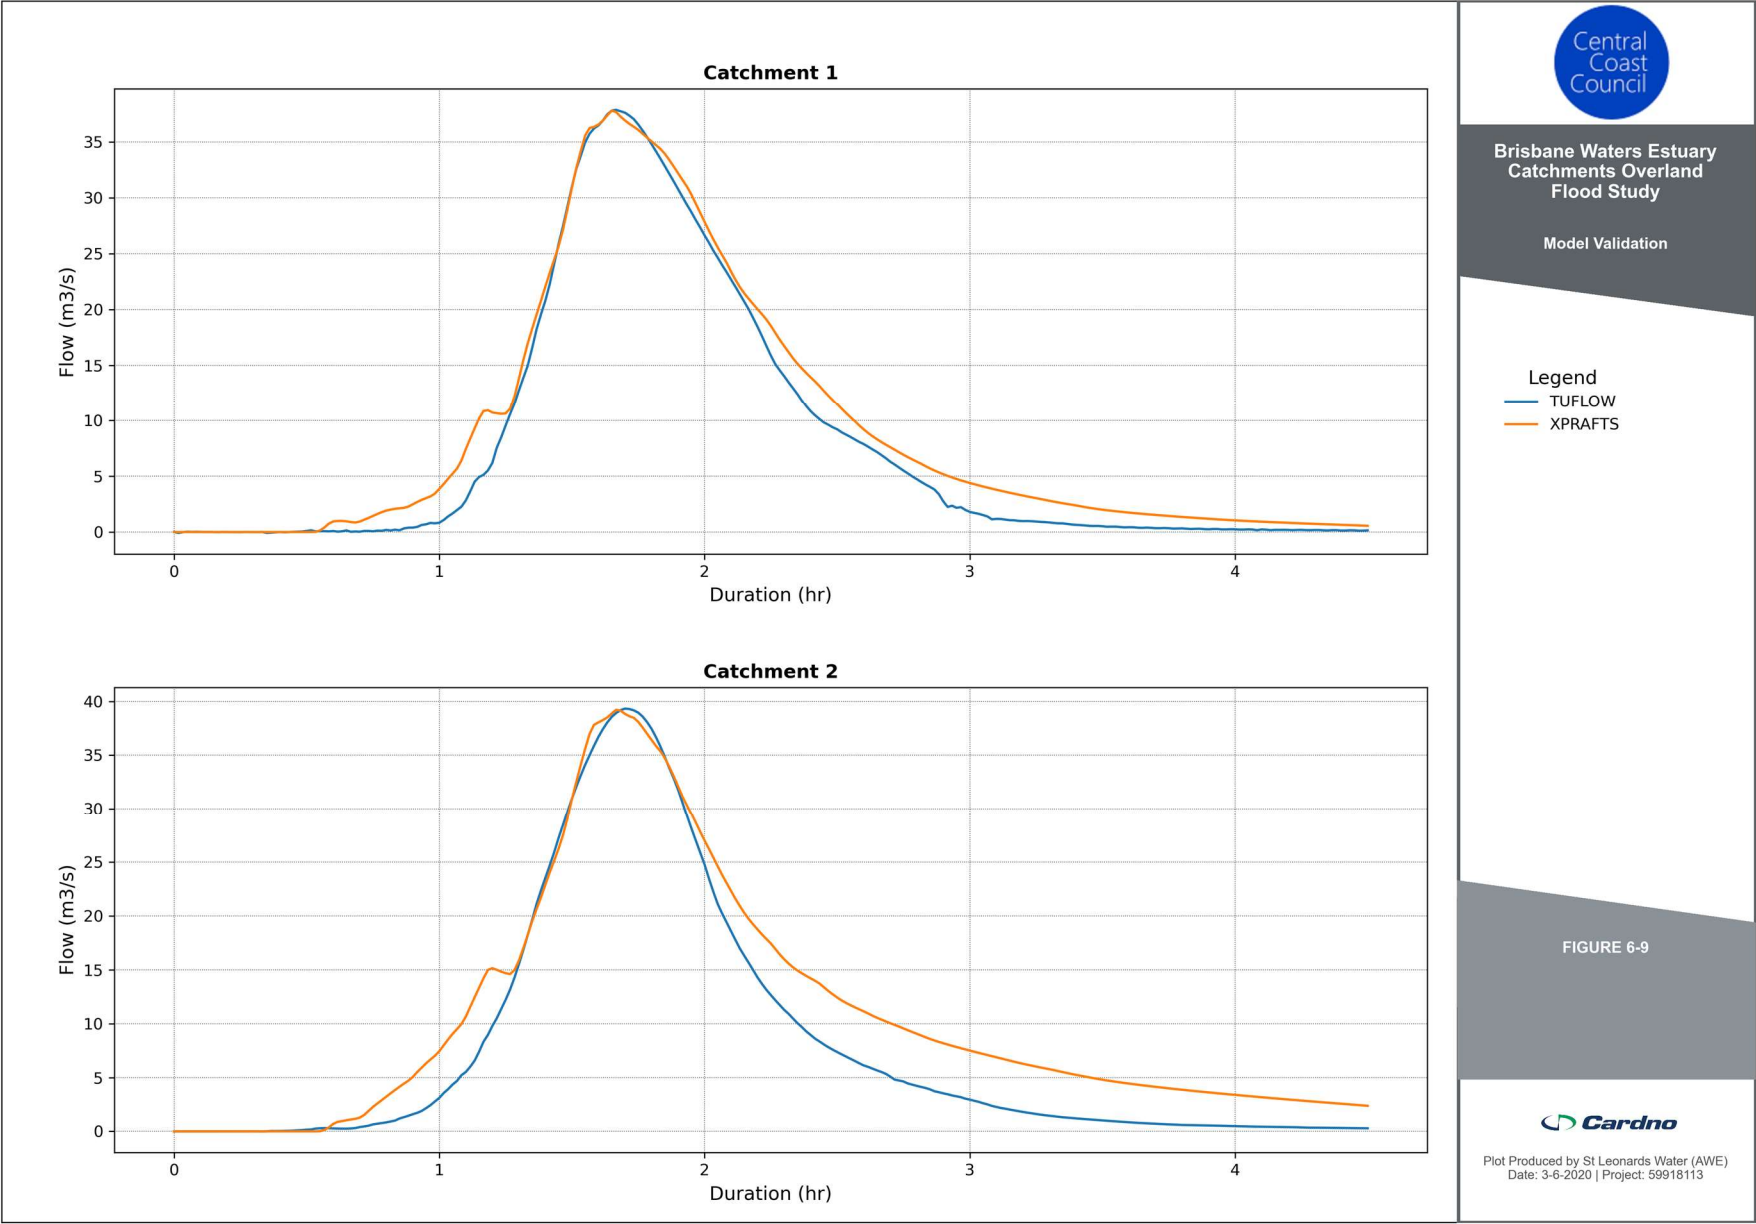 Catchment 1
35
30
25
20
15
10
5
0
Flow (m3/s)
0 1 2 3 4
Duration (hr)
Catchment 2
40
35
30
25
20
15
10
5
0
Flow (m3/s)
0 1 2 3 4
Duration (hr)
Central
Coast
Council
Brisbane Waters Estuary
Catchments Overland
Flood Study
Model Validation
Legend
TUFLOW
XPRAFTS
FIGURE 6-9
Cardno
Plot Produced by St Leonards Water (AWE)
Date: 3-6-2020 | Project: 59918113